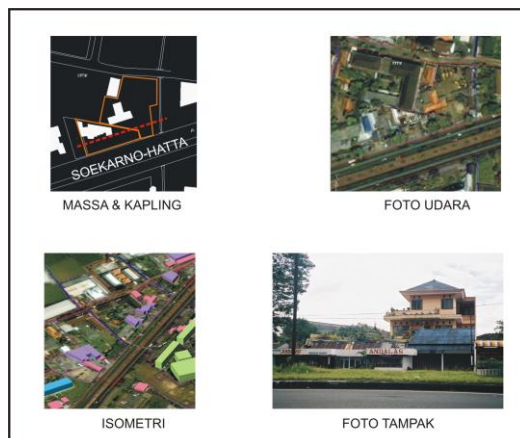 SOEKARNO-HATTA
MASSA & KAPLING
FOTO UDARA
ISOMETRI
FOTO TAMPAK